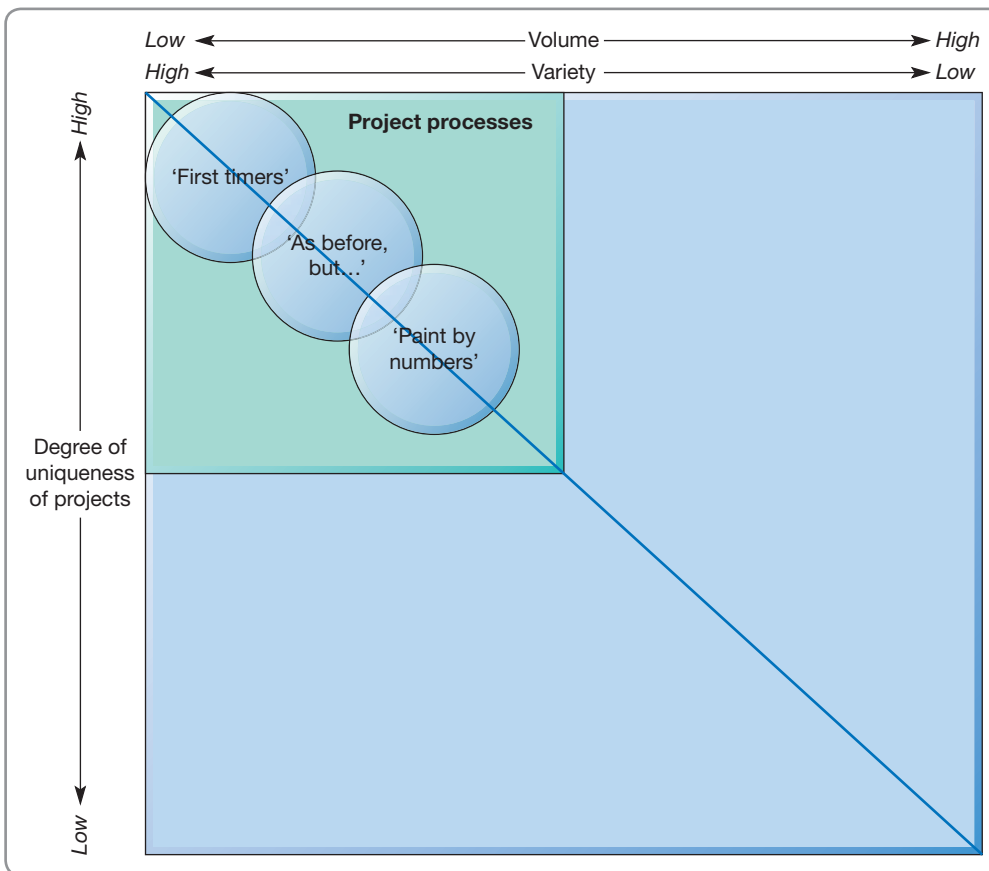 Low Volume High
High Variety Low
High
Project processes
‘First timers’
‘As before,
but…’
‘Paint by
numbers’
Degree of
uniqueness
of projects
Low